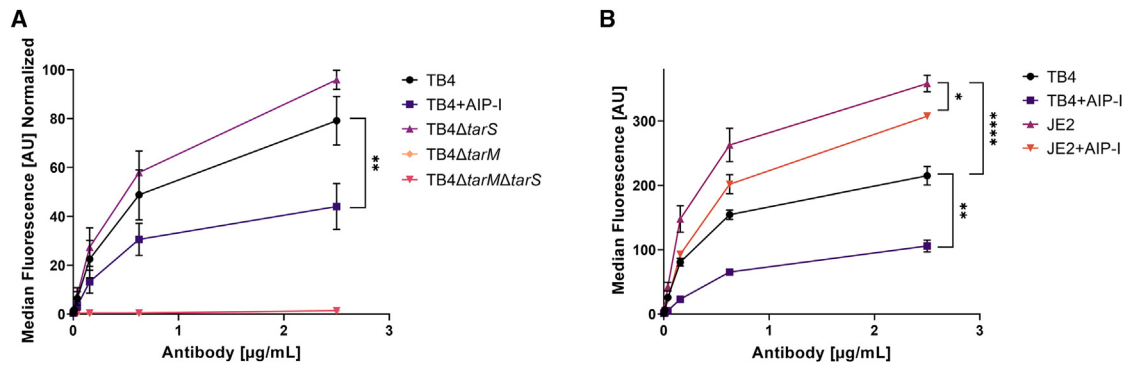 A
Median Fluorescence [AU] Normalized
100
80
60
40
20
0
0
1
2
3
Antibody [µg/mL]
**
TB4
TB4+AIP-I
TB4ΔtarS
TB4ΔtarM
TB4ΔtarMΔtarS
B
Median Fluorescence [AU]
300
200
100
0
0
1
2
3
Antibody [µg/mL]
*
****
**
TB4
TB4+AIP-I
JE2
JE2+AIP-I